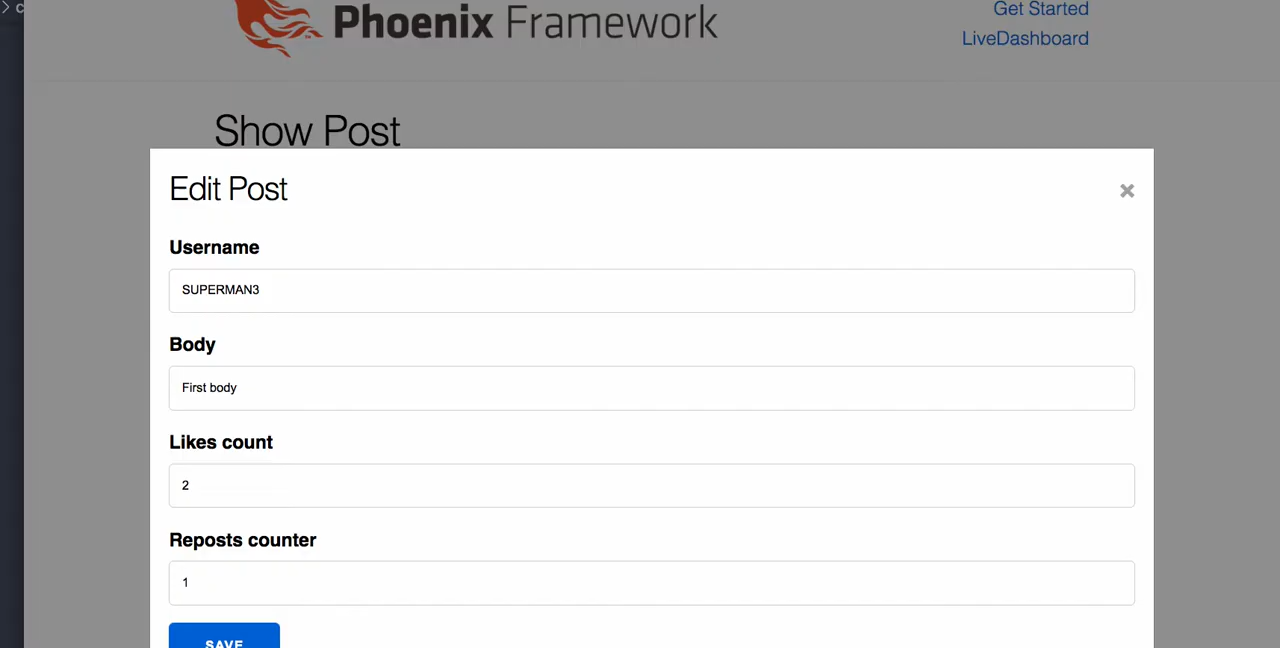 Phoenix Framework
Get Started
LiveDashboard
Show Post
Edit Post
×
Username
SUPERMAN3
Body
First body
Likes count
2
Reposts counter
1
SAVE